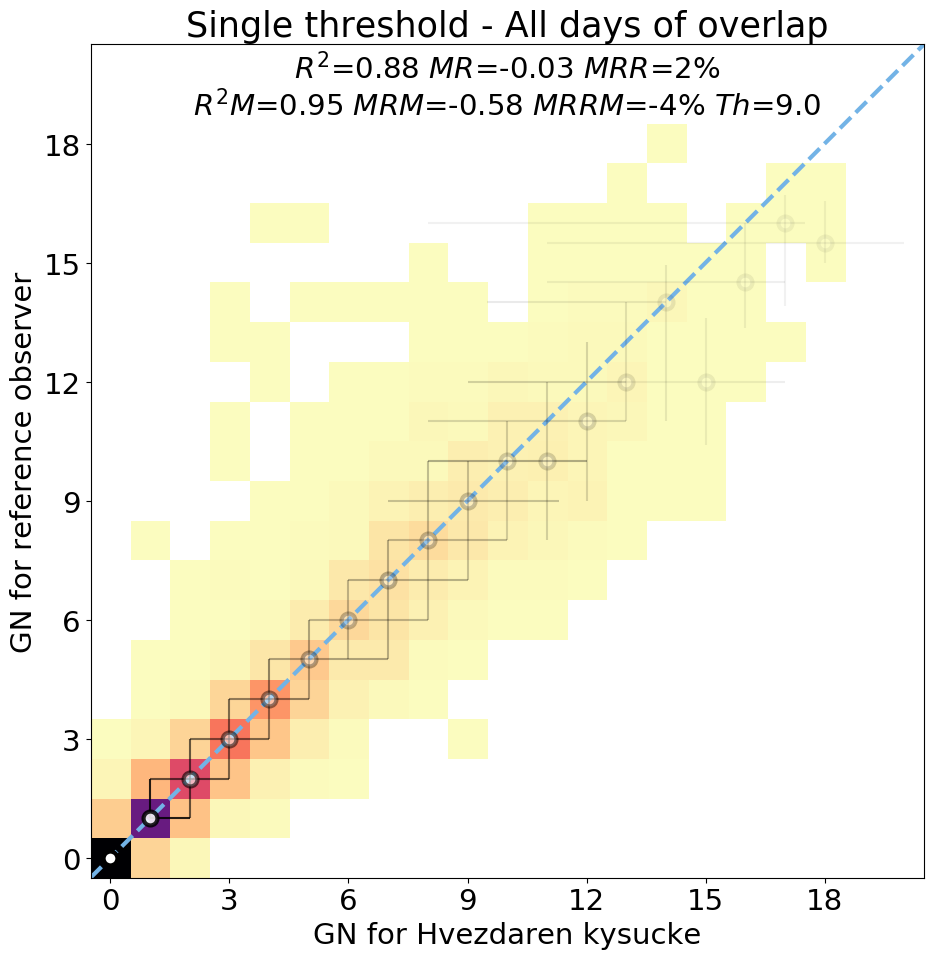 Single threshold - All days of overlap
R²=0.88 MR=-0.03 MRR=2%
R²M=0.95 MRM=-0.58 MRRM=-4% Th=9.0
GN for reference observer
18
15
12
9
6
3
0
0 3 6 9 12 15 18
GN for Hvezdaren kysucke